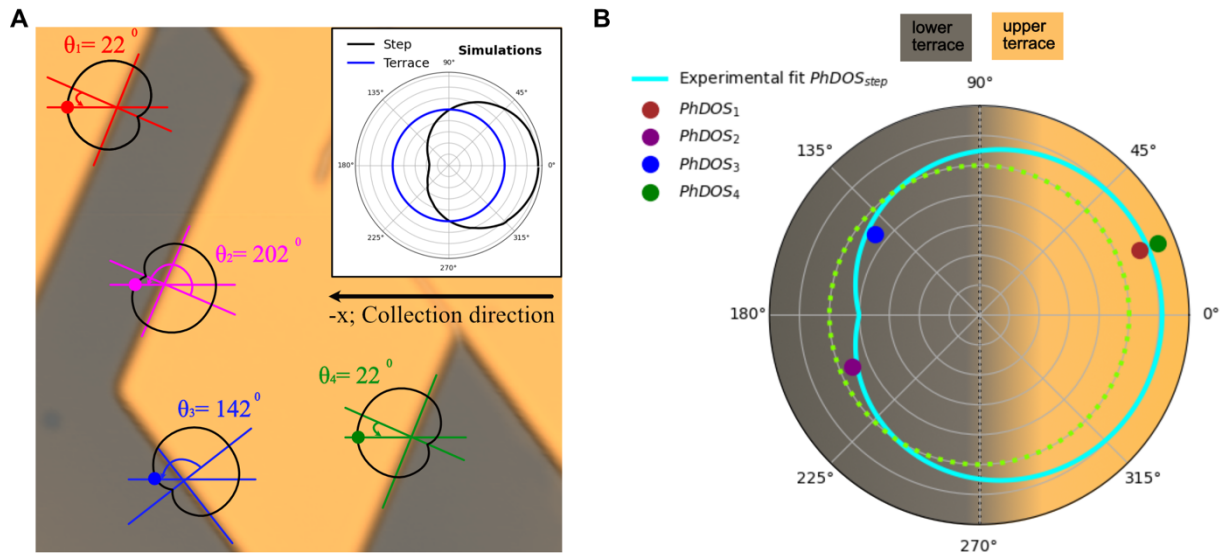 A
θ1= 22 0
θ2= 202 0
θ3= 142 0
θ4= 22 0
Step
Terrace
Simulations
90°
135°
45°
180°
0°
225°
315°
270°
-x; Collection direction
B
lower
terrace
upper
terrace
Experimental fit PhDOSstep
PhDOS1
PhDOS2
PhDOS3
PhDOS4
90°
135°
45°
180°
0°
225°
315°
270°